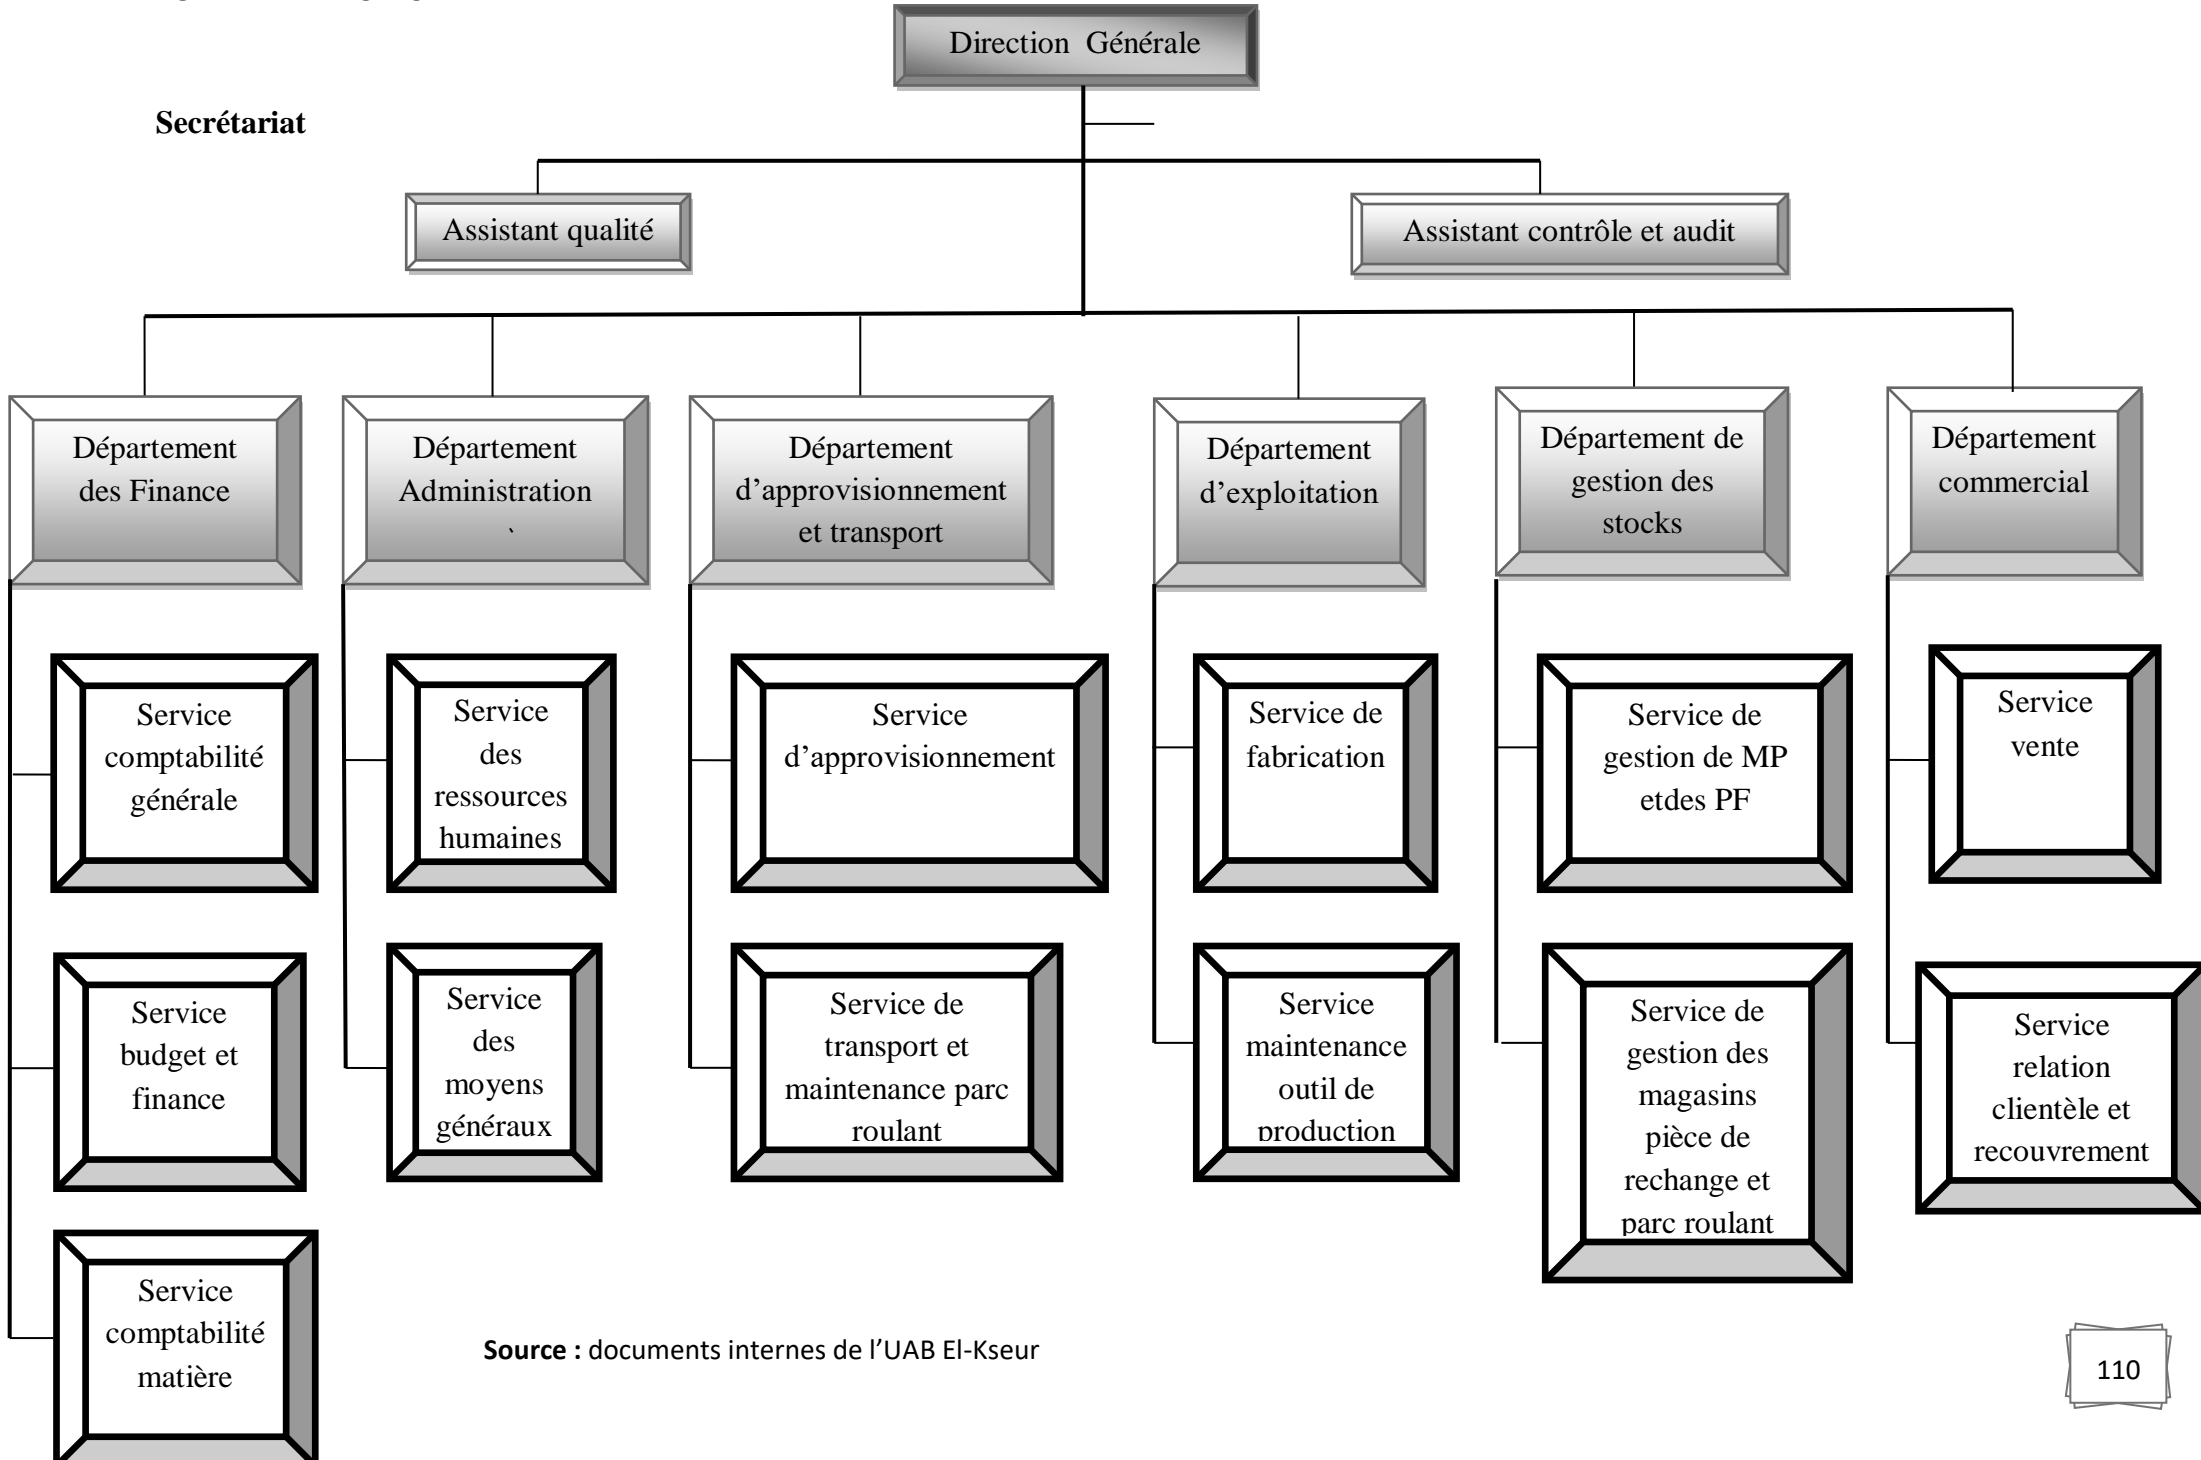 Direction Générale
Secrétariat
Assistant qualité
Assistant contrôle et audit
Département
des Finance
Département
Administration
`
Département
d’approvisionnement
et transport
Département
d’exploitation
Département de
gestion des
stocks
Département
commercial
Service
comptabilité
générale
Service
des
ressources
humaines
Service
d’approvisionnement
Service de
fabrication
Service de
gestion de MP
etdes PF
Service
vente
Service
budget et
finance
Service
des
moyens
généraux
Service de
transport et
maintenance parc
roulant
Service
maintenance
outil de
production
Service de
gestion des
magasins
pièce de
rechange et
parc roulant
Service
relation
clientèle et
recouvrement
Service
comptabilité
matière
Source : documents internes de l’UAB El-Kseur
110